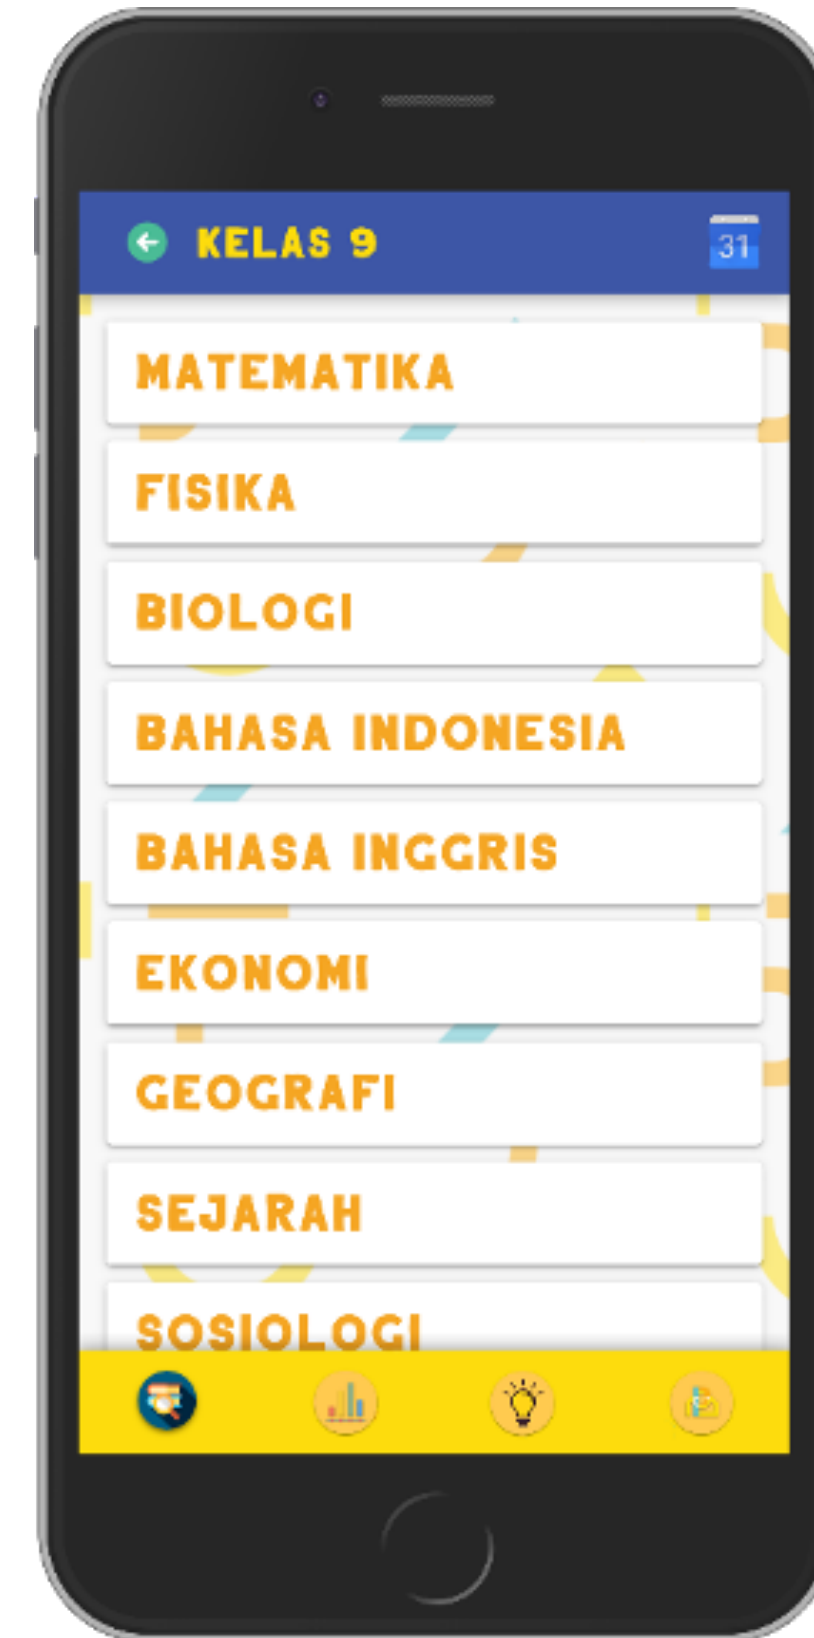 KELAS 9
31
MATEMATIKA
FISIKA
BIOLOGI
BAHASA INDONESIA
BAHASA INGGRIS
EKONOMI
GEOGRAFI
SEJARAH
SOSIOLOGI